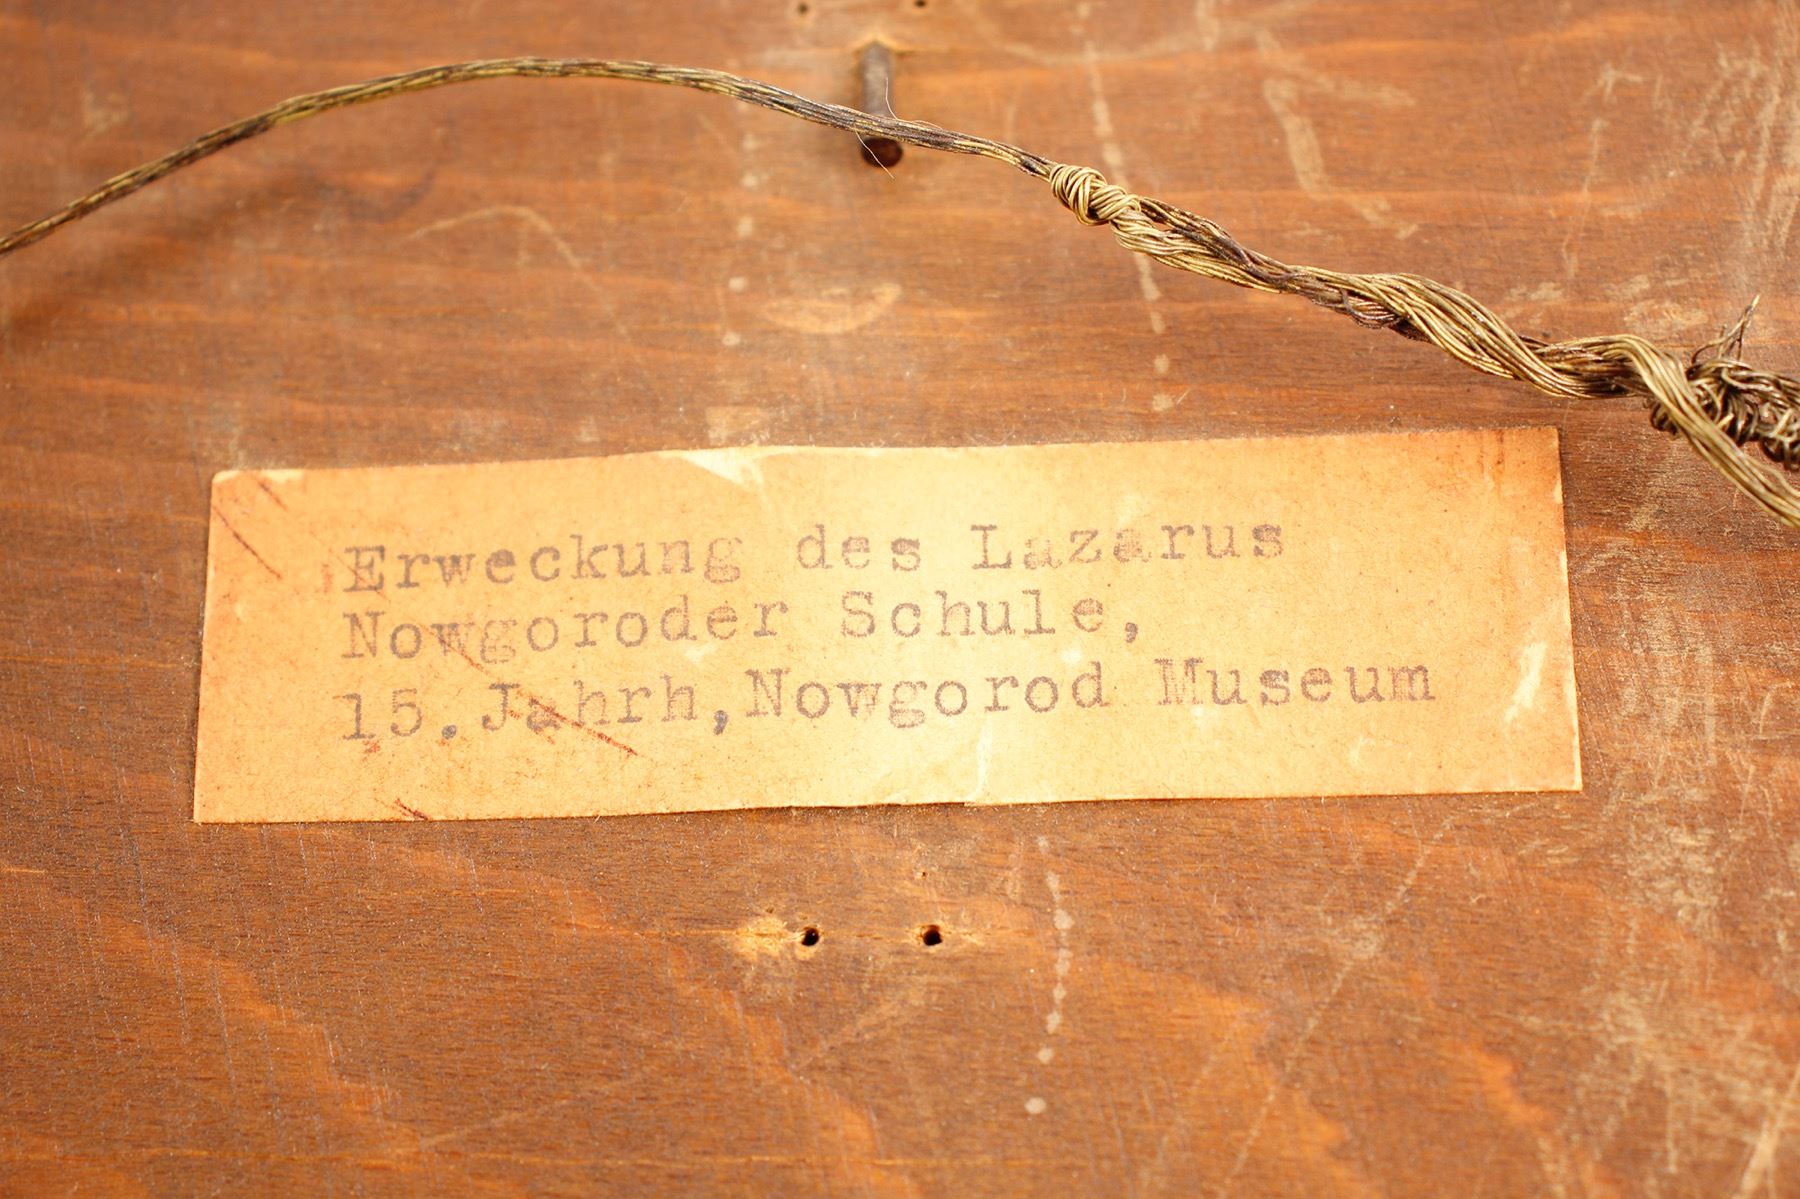 Erweckung des Lazarus
Nowgoroder Schule,
15.Jahrh,Nowgorod Museum